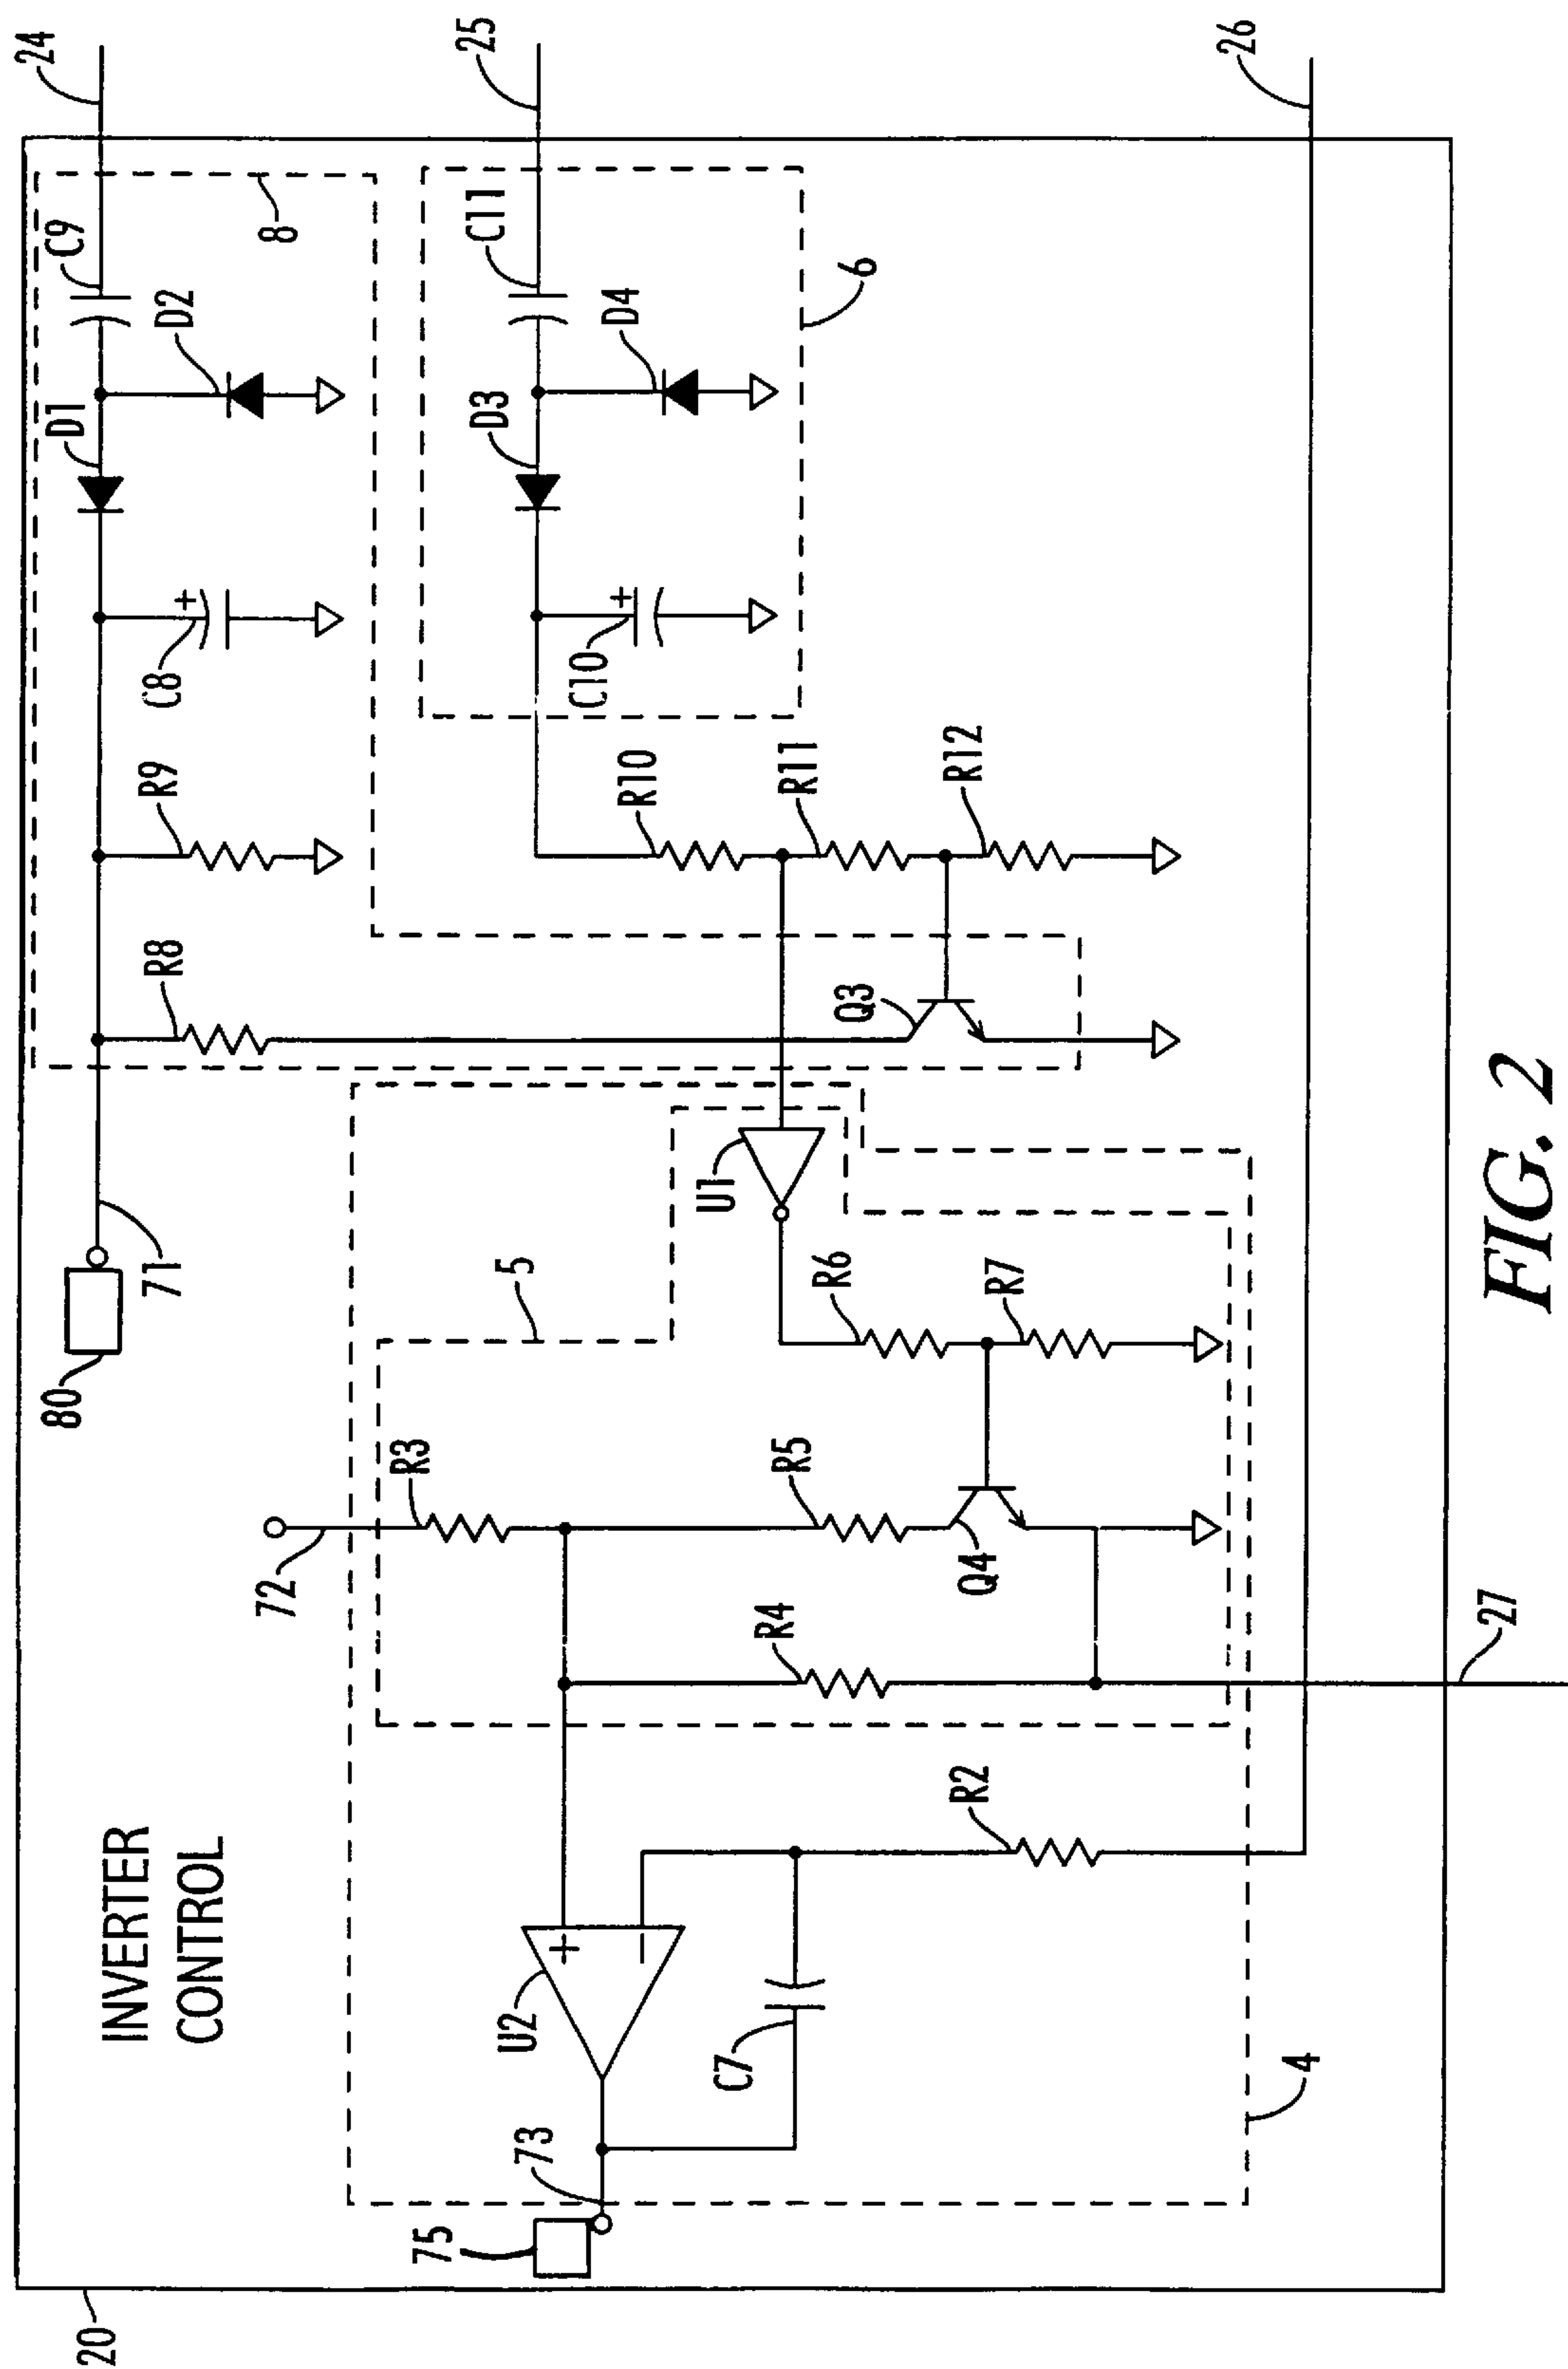 24
25
26
C9
8
C11
D2
D4
6
D1
D3
+
C8
+
C10
R9
R10
R11
R12
R8
Q3
U1
71
5
R6
R7
80
R3
R5
72
Q4
R4
27
R2
INVERTER
CONTROL
+
−
U2
C7
4
73
75
20
FIG. 2